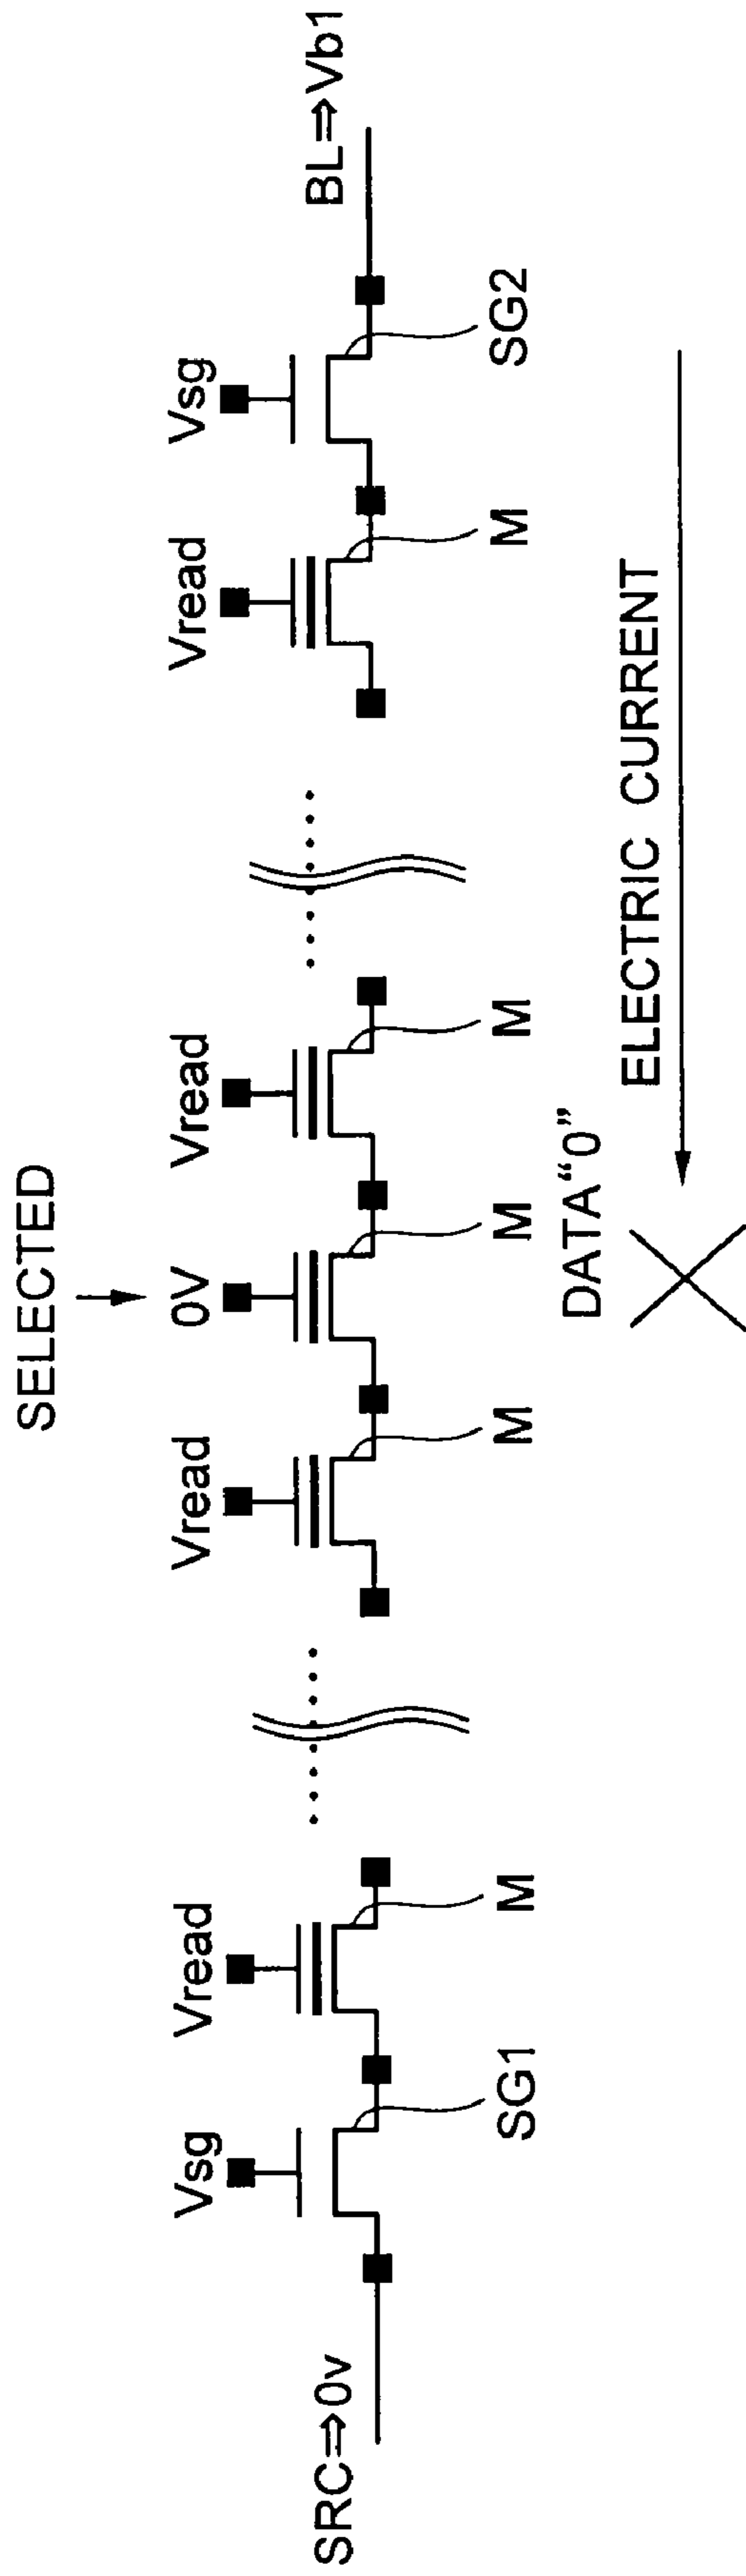 SELECTED
Vsg
Vread
Vread
0V
Vread
Vread
Vsg
SRC⇒0v
BL⇒Vb1
SG1
M
M
M
M
M
SG2
DATA“0”
ELECTRIC CURRENT